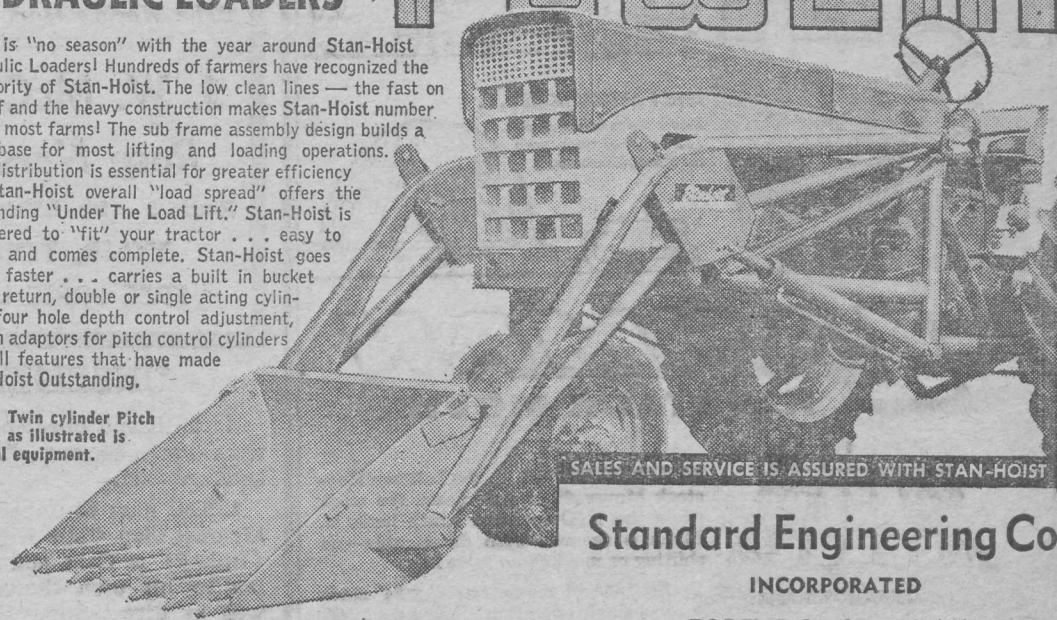 DRAULIC LOADERS
is "no season" with the year around Stan-Hoist
ulic Loaders! Hundreds of farmers have recognized the
ority of Stan-Hoist. The low clean lines — the fast on
f and the heavy construction makes Stan-Hoist number
most farms! The sub frame assembly design builds a
base for most lifting and loading operations.
istribution is essential for greater efficiency
tan-Hoist overall "load spread" offers the
nding "Under The Load Lift." Stan-Hoist is
ered to "fit" your tractor . . . easy to
and comes complete. Stan-Hoist goes
faster . . . carries a built in bucket
return, double or single acting cylin-
four hole depth control adjustment,
n adaptors for pitch control cylinders
ll features that have made
Hoist Outstanding.
Twin cylinder Pitch
as illustrated is
l equipment.
SALES AND SERVICE IS ASSURED WITH STAN-HOIST
Standard Engineering Co
INCORPORATED